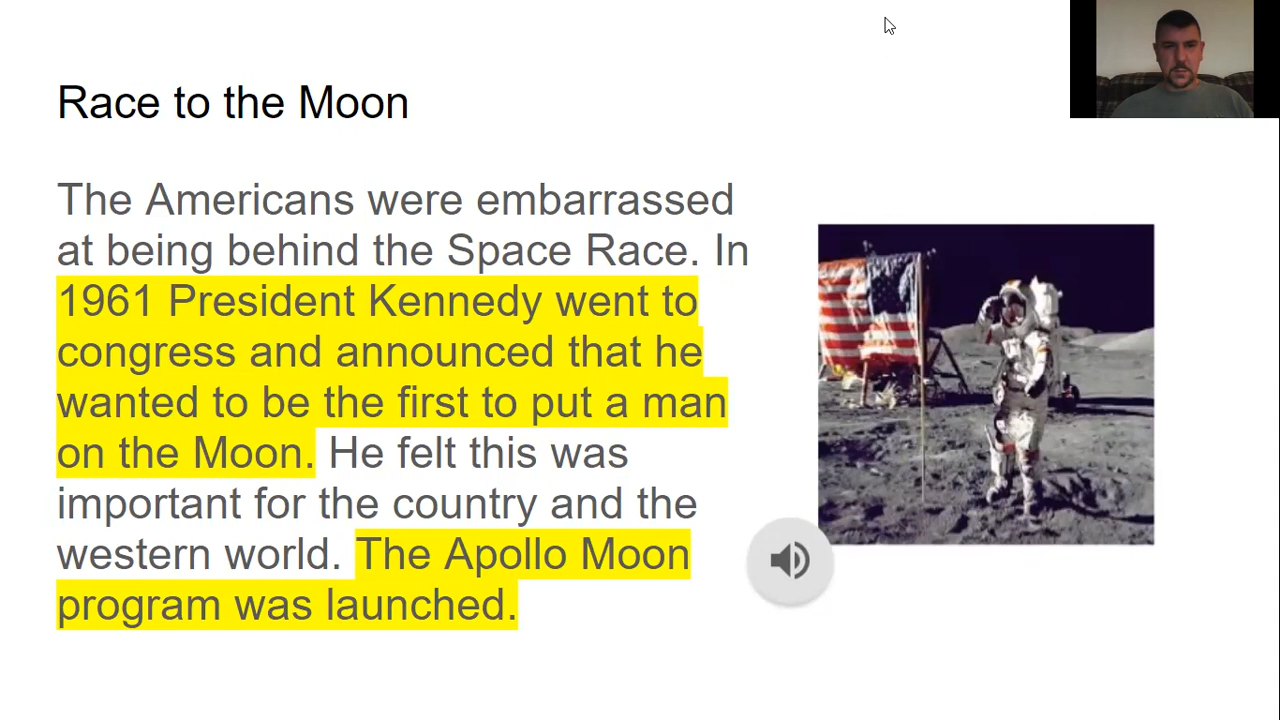 Race to the Moon
The Americans were embarrassed
at being behind the Space Race. In
1961 President Kennedy went to
congress and announced that he
wanted to be the first to put a man
on the Moon. He felt this was
important for the country and the
western world. The Apollo Moon
program was launched.